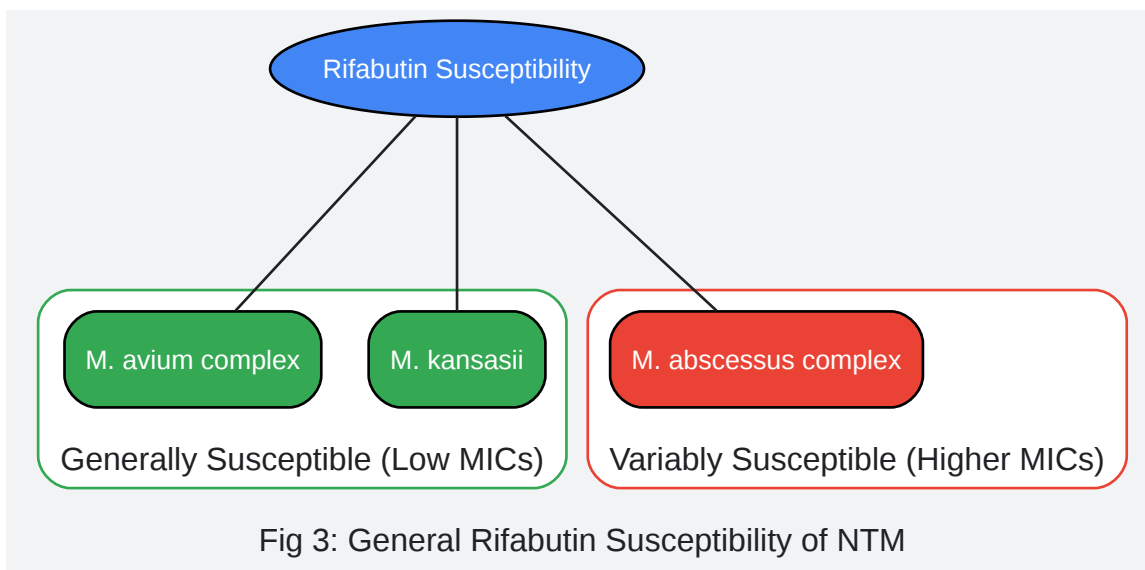 Rifabutin Susceptibility
M. avium complex
M. kansasii
M. abscessus complex
Generally Susceptible (Low MICs)
Variably Susceptible (Higher MICs)
Fig 3: General Rifabutin Susceptibility of NTM